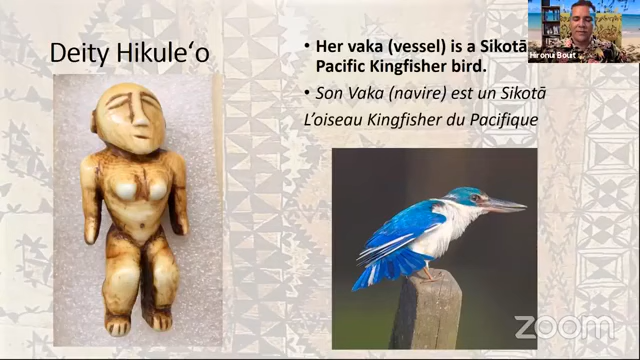 Deity Hikuleʻo
• Her vaka (vessel) is a Sikotā
Pacific Kingfisher bird.
• Son Vaka (navire) est un Sikotā
L’oiseau Kingfisher du Pacifique
Hironui Bouit
zoom